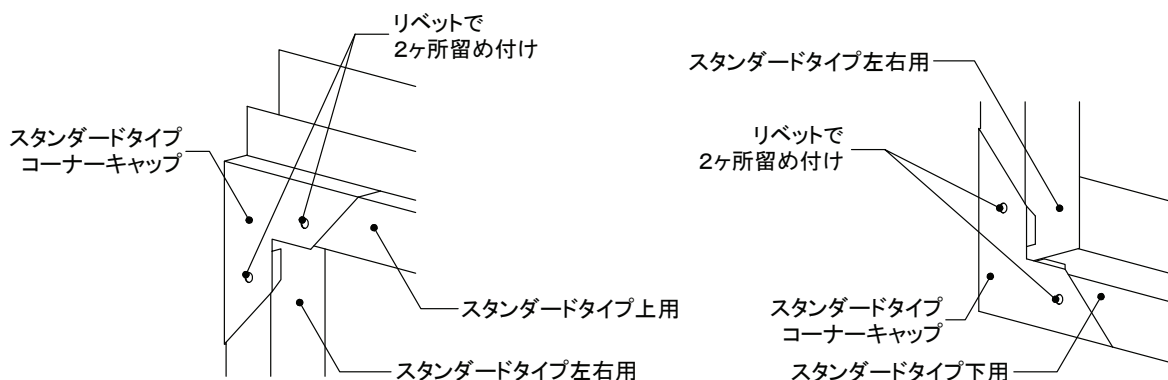 リベットで
2ヶ所留め付け
スタンダードタイプ
コーナーキャップ
スタンダードタイプ上用
スタンダードタイプ左右用
スタンダードタイプ左右用
リベットで
2ヶ所留め付け
スタンダードタイプ
コーナーキャップ
スタンダードタイプ下用